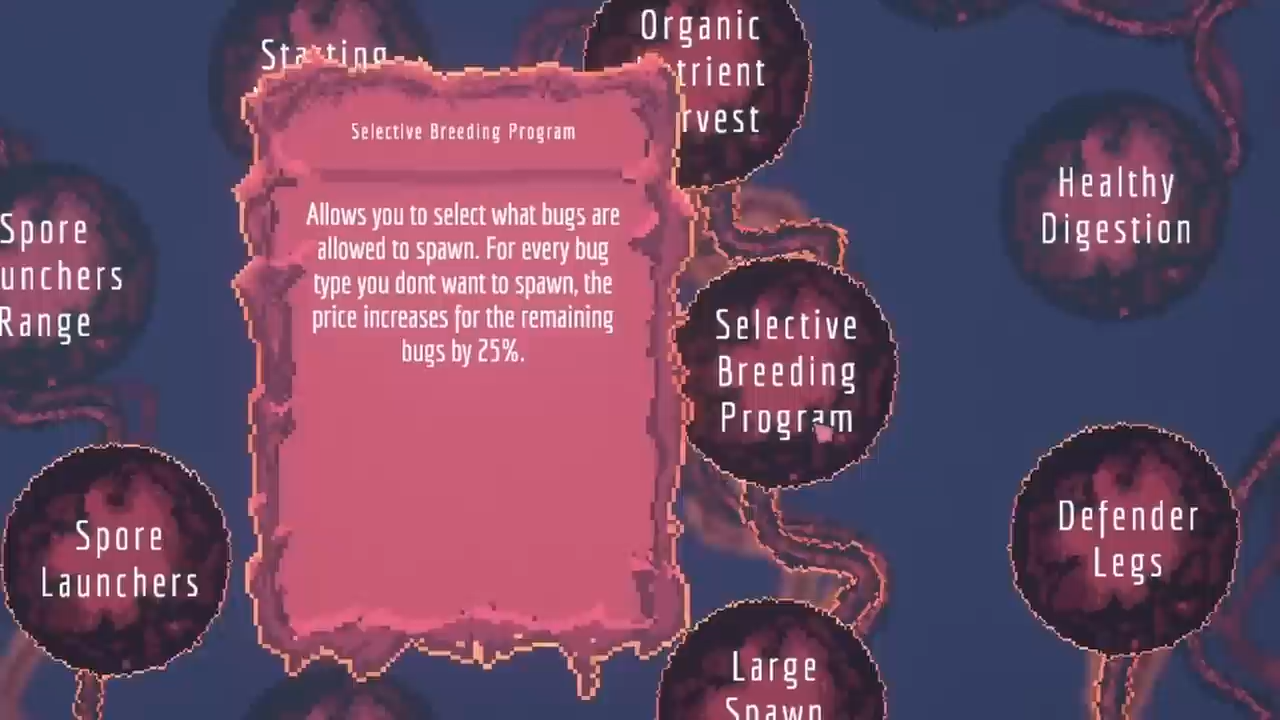 Starting
Organic
rvest
Selective Breeding Program
Allows you to select what bugs are
allowed to spawn. For every bug
type you dont want to spawn, the
price increases for the remaining
bugs by 25%.
Healthy
Digestion
Spore
unchers
Range
Selective
Breeding
Program
Spore
Launchers
Defender
Legs
Large
Spawn